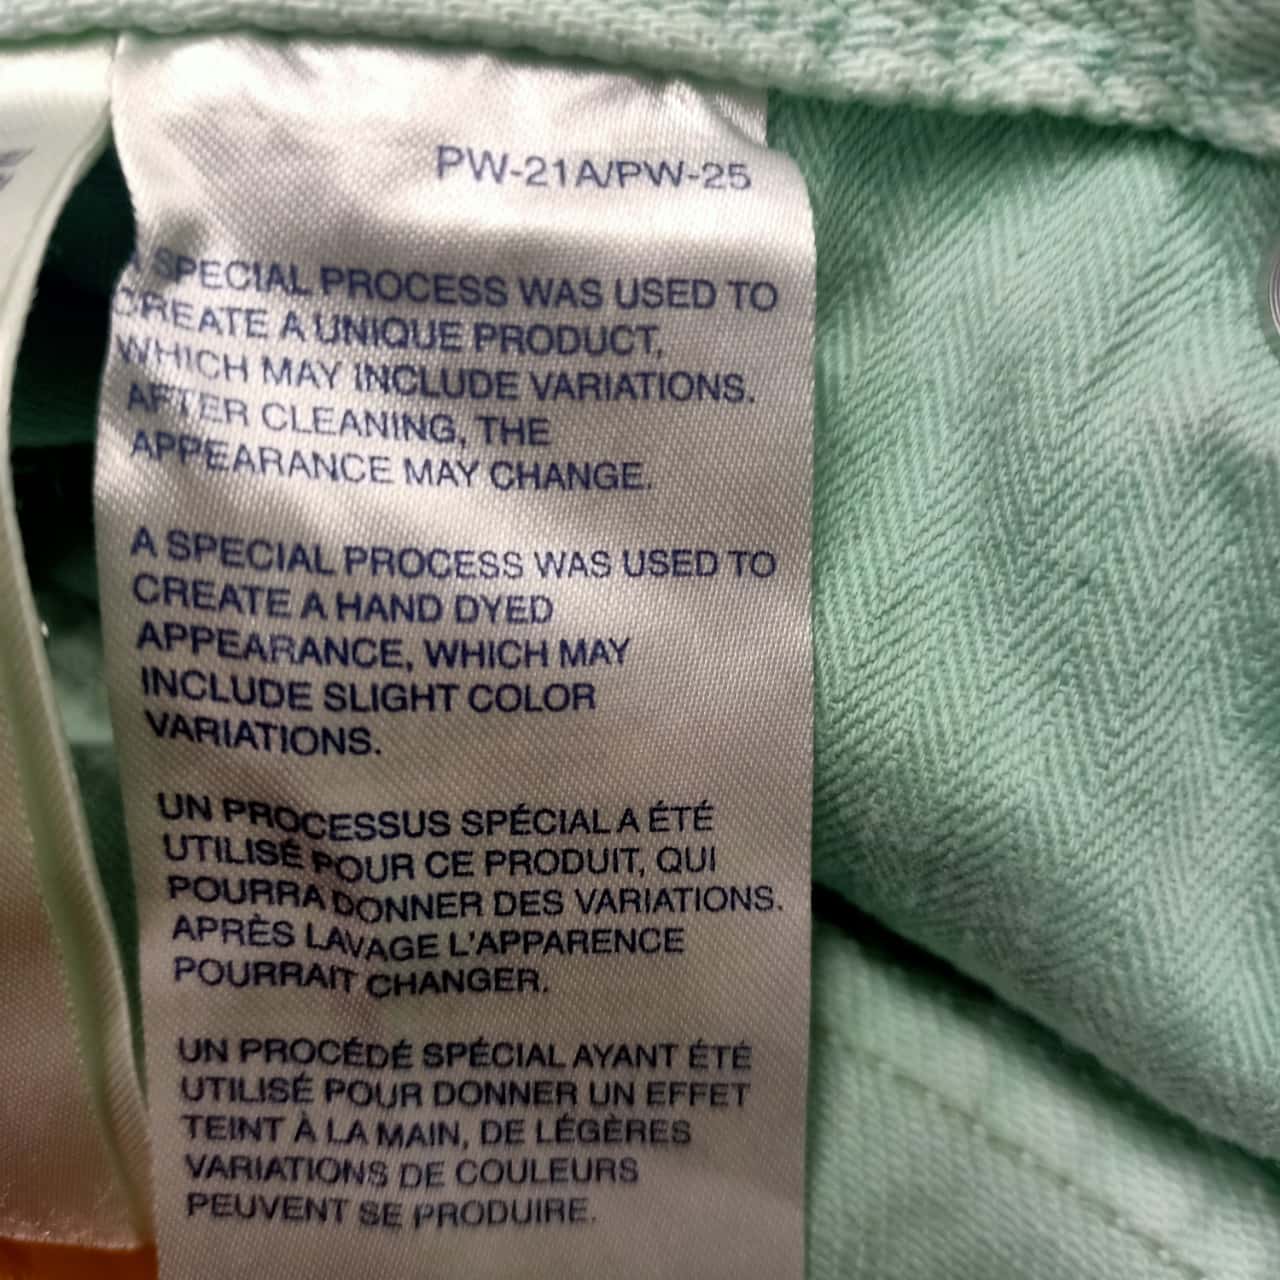 PW-21A/PW-25
A SPECIAL PROCESS WAS USED TO
CREATE A UNIQUE PRODUCT,
WHICH MAY INCLUDE VARIATIONS.
AFTER CLEANING, THE
APPEARANCE MAY CHANGE.
A SPECIAL PROCESS WAS USED TO
CREATE A HAND DYED
APPEARANCE, WHICH MAY
INCLUDE SLIGHT COLOR
VARIATIONS.
UN PROCESSUS SPÉCIAL A ÉTÉ
UTILISÉ POUR CE PRODUIT, QUI
POURRA DONNER DES VARIATIONS.
APRÈS LAVAGE L'APPARENCE
POURRAIT CHANGER.
UN PROCÉDÉ SPÉCIAL AYANT ÉTÉ
UTILISÉ POUR DONNER UN EFFET
TEINT À LA MAIN, DE LÉGÈRES
VARIATIONS DE COULEURS
PEUVENT SE PRODUIRE.